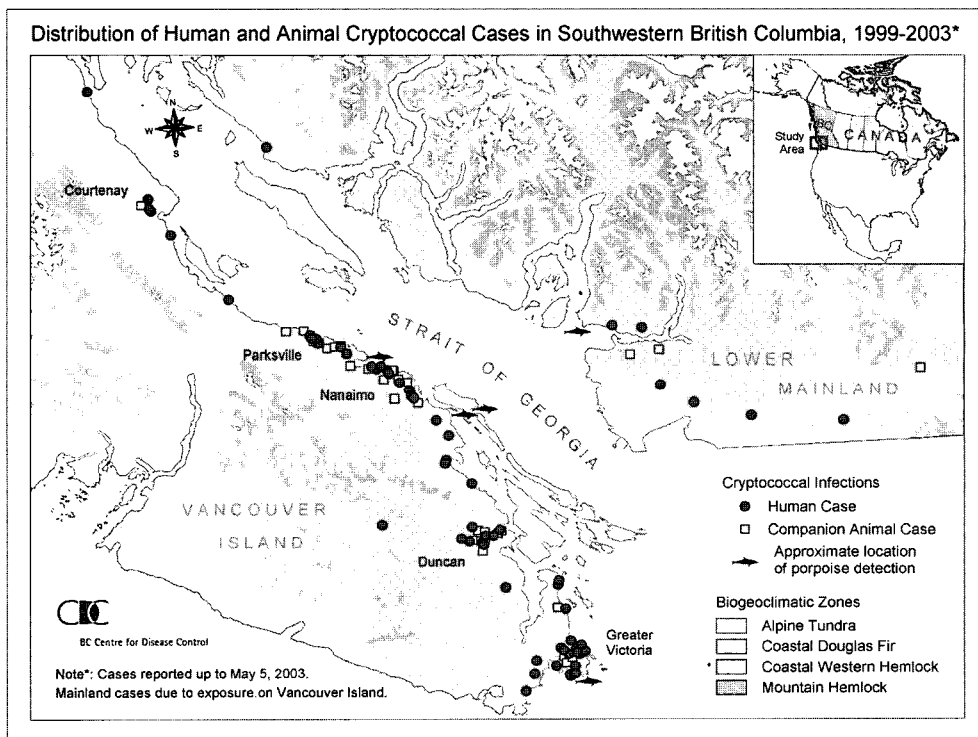 Distribution of Human and Animal Cryptococcal Cases in Southwestern British Columbia, 1999-2003*
N
W E
S
BC
CANADA
Study
Area
Courtenay
STRAIT OF GEORGIA
Parksville
LOWER
MAINLAND
Nanaimo
VANCOUVER
ISLAND
Duncan
Greater
Victoria
Cryptococcal Infections
Human Case
Companion Animal Case
Approximate location
of porpoise detection
Biogeoclimatic Zones
Alpine Tundra
Coastal Douglas Fir
Coastal Western Hemlock
Mountain Hemlock
CDC
BC Centre for Disease Control
Note*: Cases reported up to May 5, 2003.
Mainland cases due to exposure on Vancouver Island.